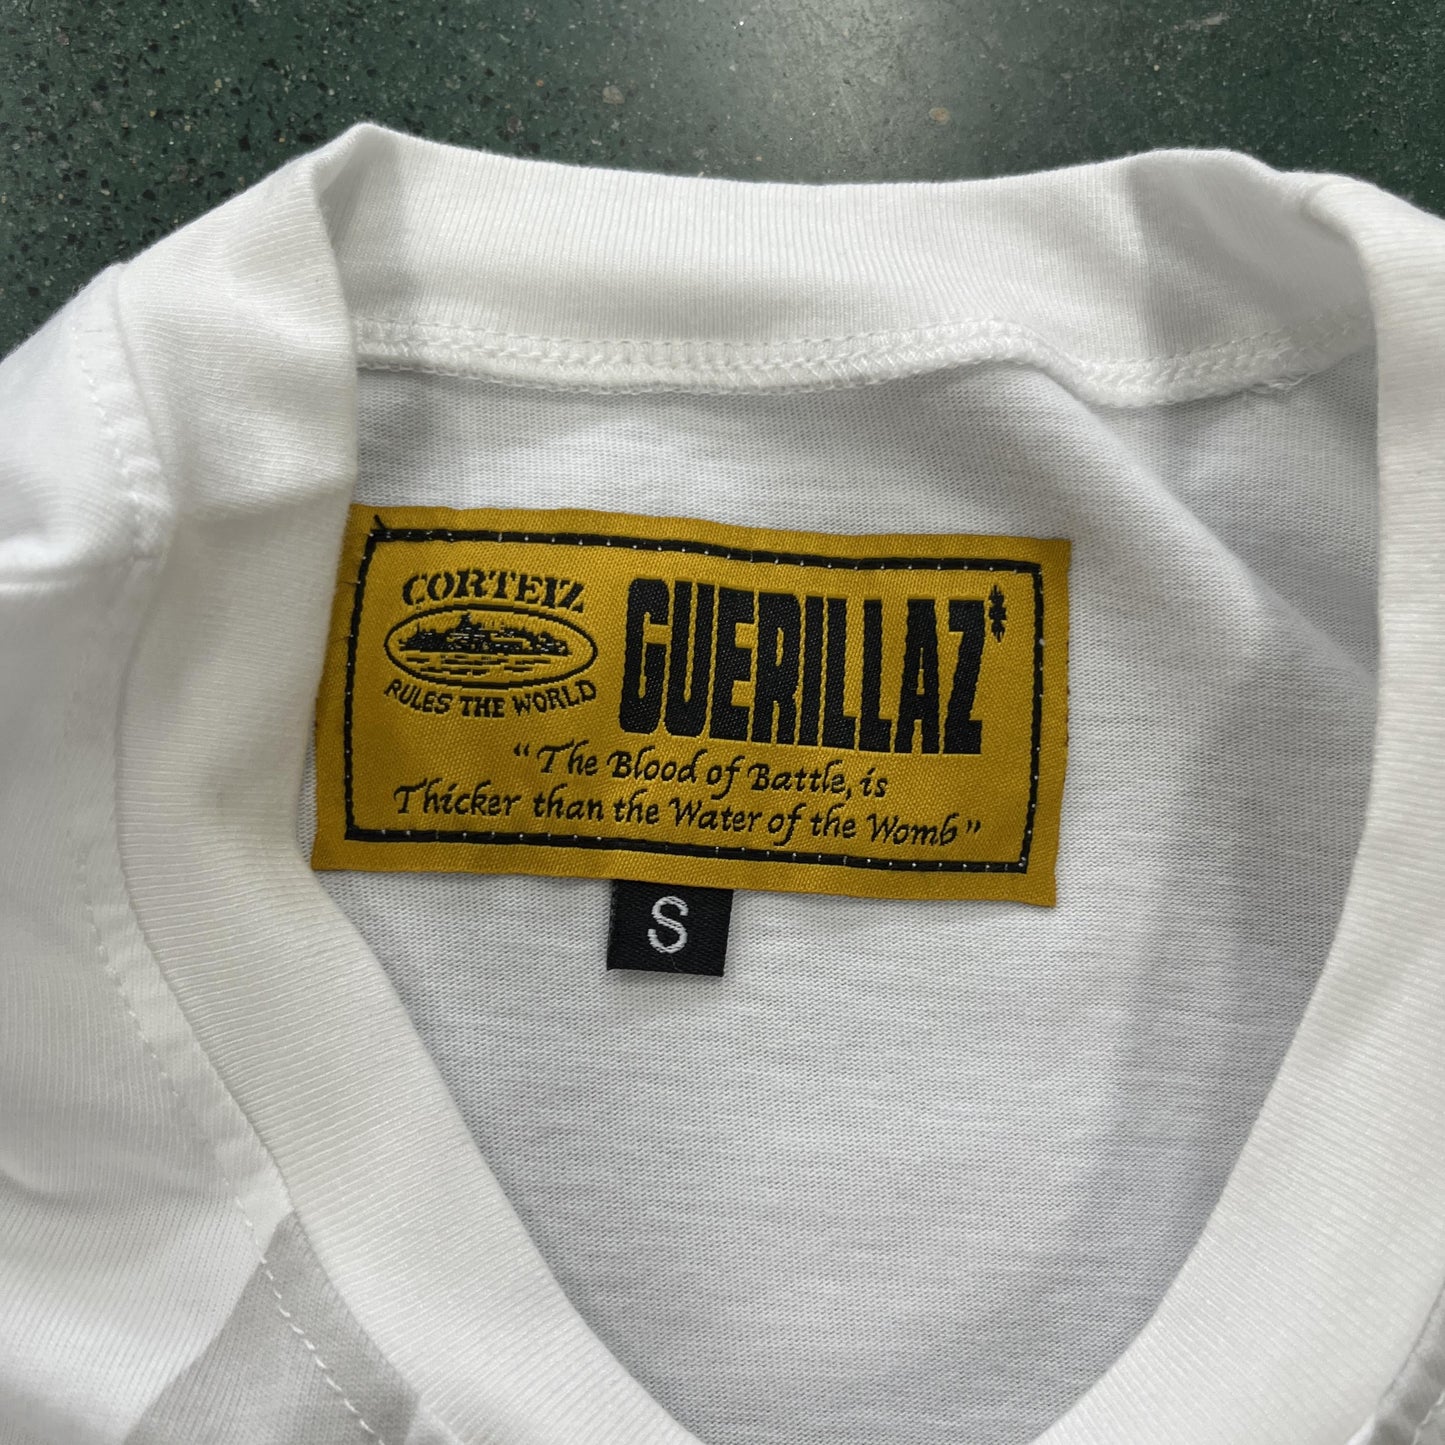 CORTEIZ
RULES THE WORLD
GUERILLAZ
“The Blood of Battle, is
Thicker than the Water of the Womb”
S